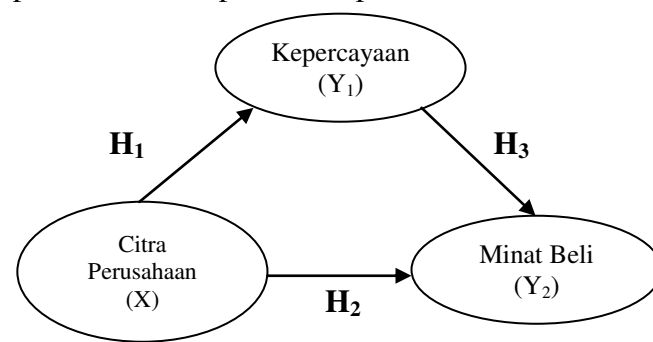 Kepercayaan
(Y₁)
H₁
H₃
Citra
Perusahaan
(X)
Minat Beli
(Y₂)
H₂